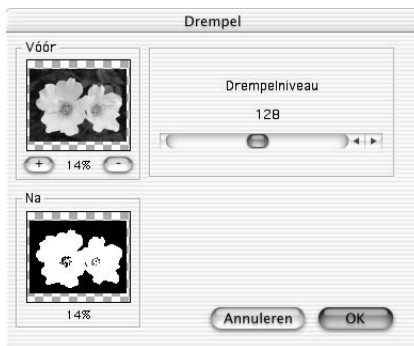 Drempel
Vóór
+ 14% -
Drempelniveau
128
Na
14%
Annuleren OK